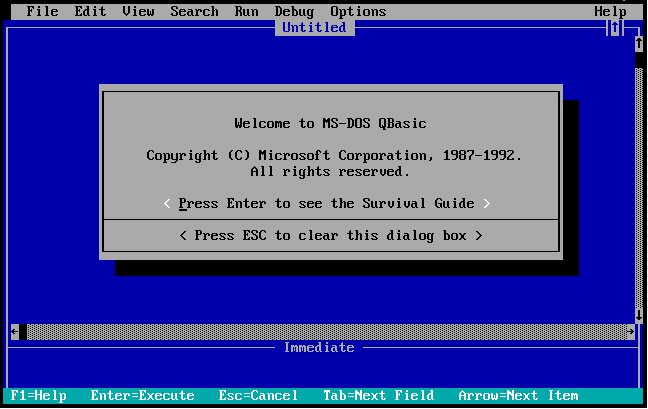 File Edit View Search Run Debug Options Help
Untitled
Welcome to MS-DOS QBasic
Copyright (C) Microsoft Corporation, 1987-1992.
All rights reserved.
< Press Enter to see the Survival Guide >
< Press ESC to clear this dialog box >
Immediate
F1=Help Enter=Execute Esc=Cancel Tab=Next Field Arrow=Next Item